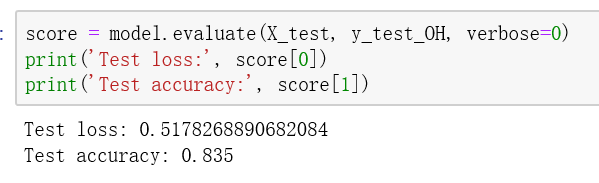 :
score = model.evaluate(X_test, y_test_OH, verbose=0)
print('Test loss:', score[0])
print('Test accuracy:', score[1])
Test loss: 0.5178268890682084
Test accuracy: 0.835